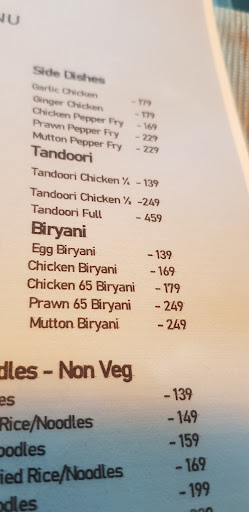 NU
Side Dishes
Garlic Chicken - 179
Ginger Chicken - 179
Chicken Pepper Fry - 169
Prawn Pepper Fry - 229
Mutton Pepper Fry - 229
Tandoori
Tandoori Chicken ¼ - 139
Tandoori Chicken ½ -249
Tandoori Full - 459
Biryani
Egg Biryani - 139
Chicken Biryani - 169
Chicken 65 Biryani - 179
Prawn 65 Biryani - 249
Mutton Biryani - 249
dles - Non Veg
es - 139
Rice/Noodles - 149
oodles - 159
ied Rice/Noodles - 169
odles - 199